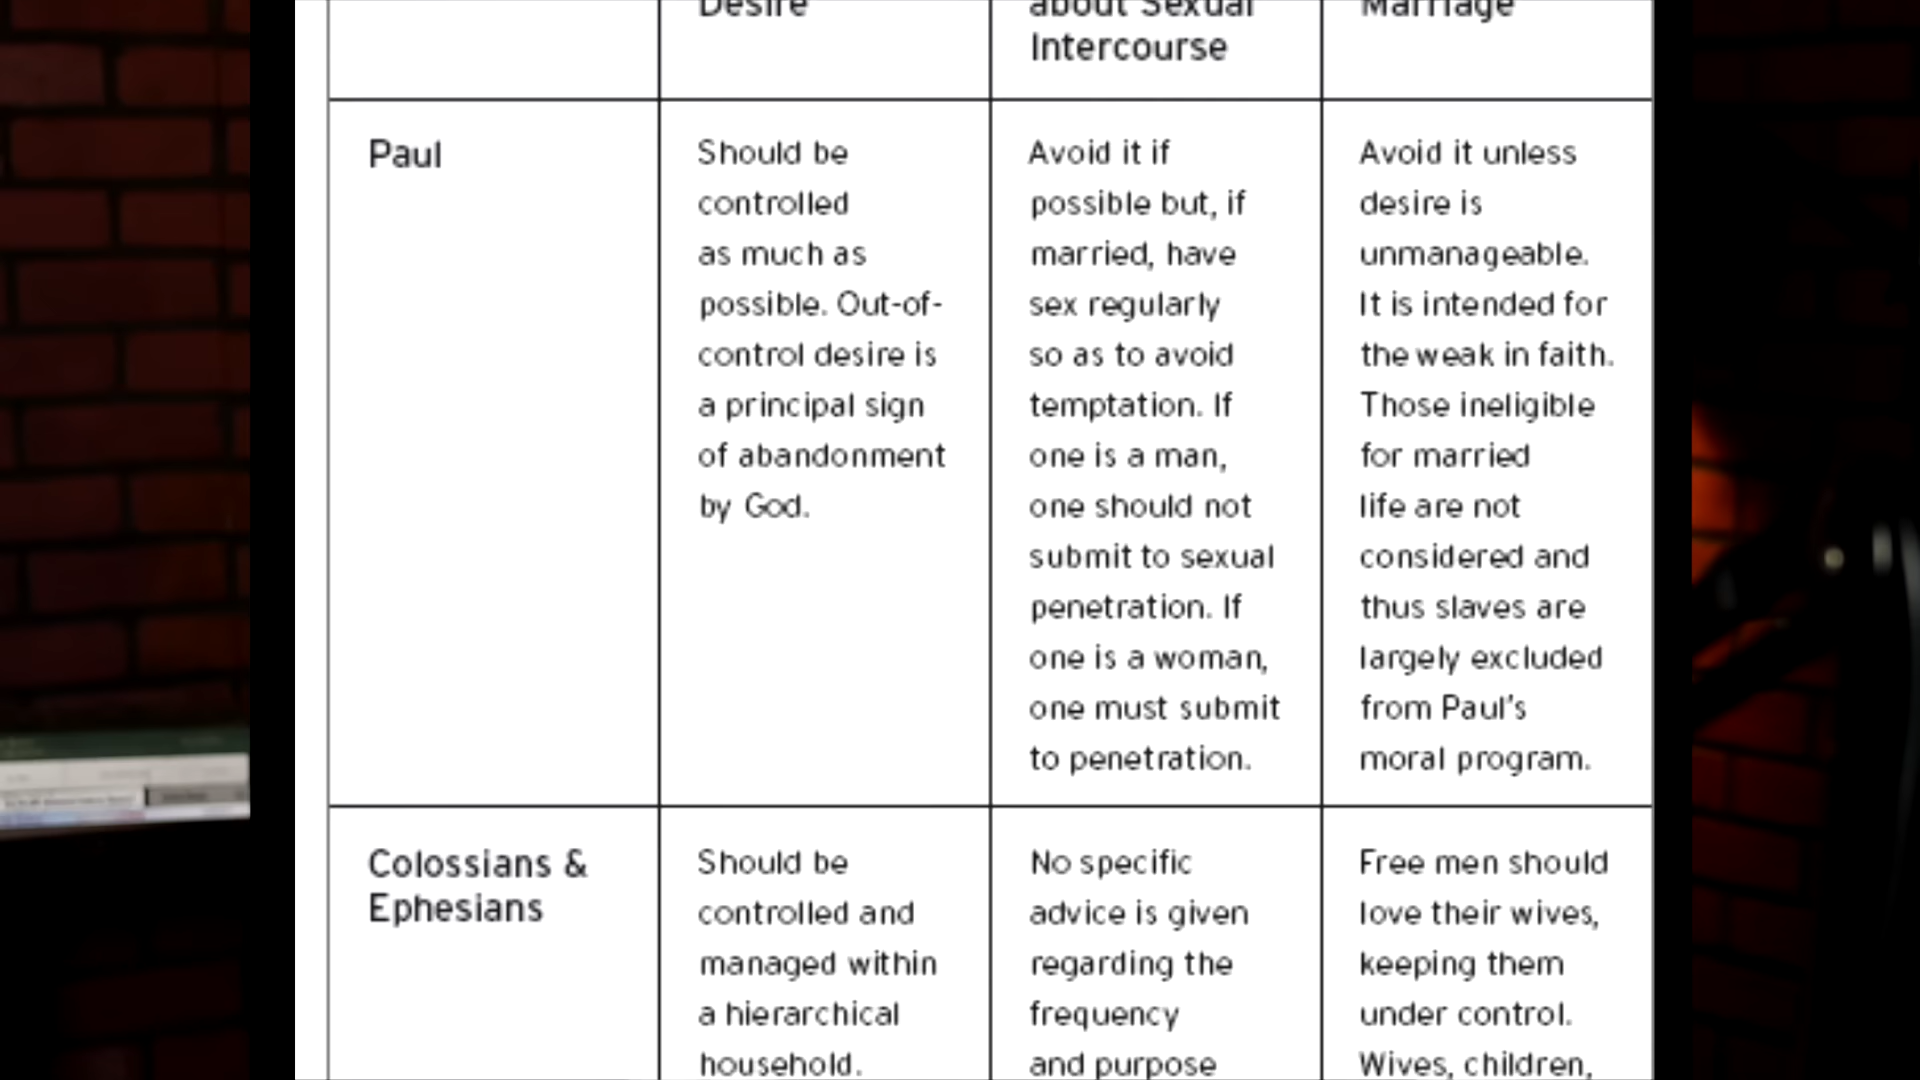 Desire
about Sexual
Intercourse
Marriage
Paul
Should be
controlled
as much as
possible. Out-of-
control desire is
a principal sign
of abandonment
by God.
Avoid it if
possible but, if
married, have
sex regularly
so as to avoid
temptation. If
one is a man,
one should not
submit to sexual
penetration. If
one is a woman,
one must submit
to penetration.
Avoid it unless
desire is
unmanageable.
It is intended for
the weak in faith.
Those ineligible
for married
life are not
considered and
thus slaves are
largely excluded
from Paul's
moral program.
Colossians &
Ephesians
Should be
controlled and
managed within
a hierarchical
household.
No specific
advice is given
regarding the
frequency
and purpose
Free men should
love their wives,
keeping them
under control.
Wives, children,